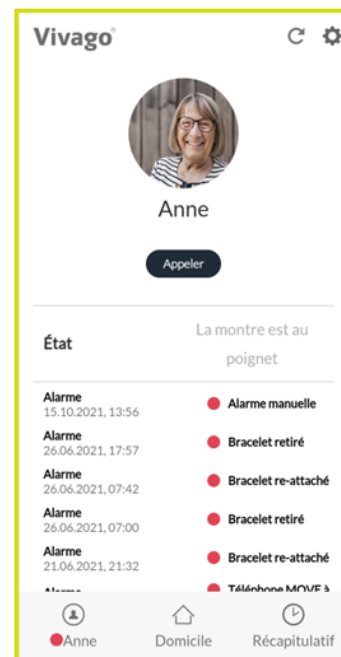 Vivago®
Anne
Appeler
État
La montre est au
poignet
Alarme
15.10.2021, 13:56
Alarme manuelle
Alarme
26.06.2021, 17:57
Bracelet retiré
Alarme
26.06.2021, 07:42
Bracelet re-attaché
Alarme
26.06.2021, 07:00
Bracelet retiré
Alarme
21.06.2021, 21:32
Bracelet re-attaché
Alarme
Téléphone MOVE à
Anne
Domicile
Récapitulatif